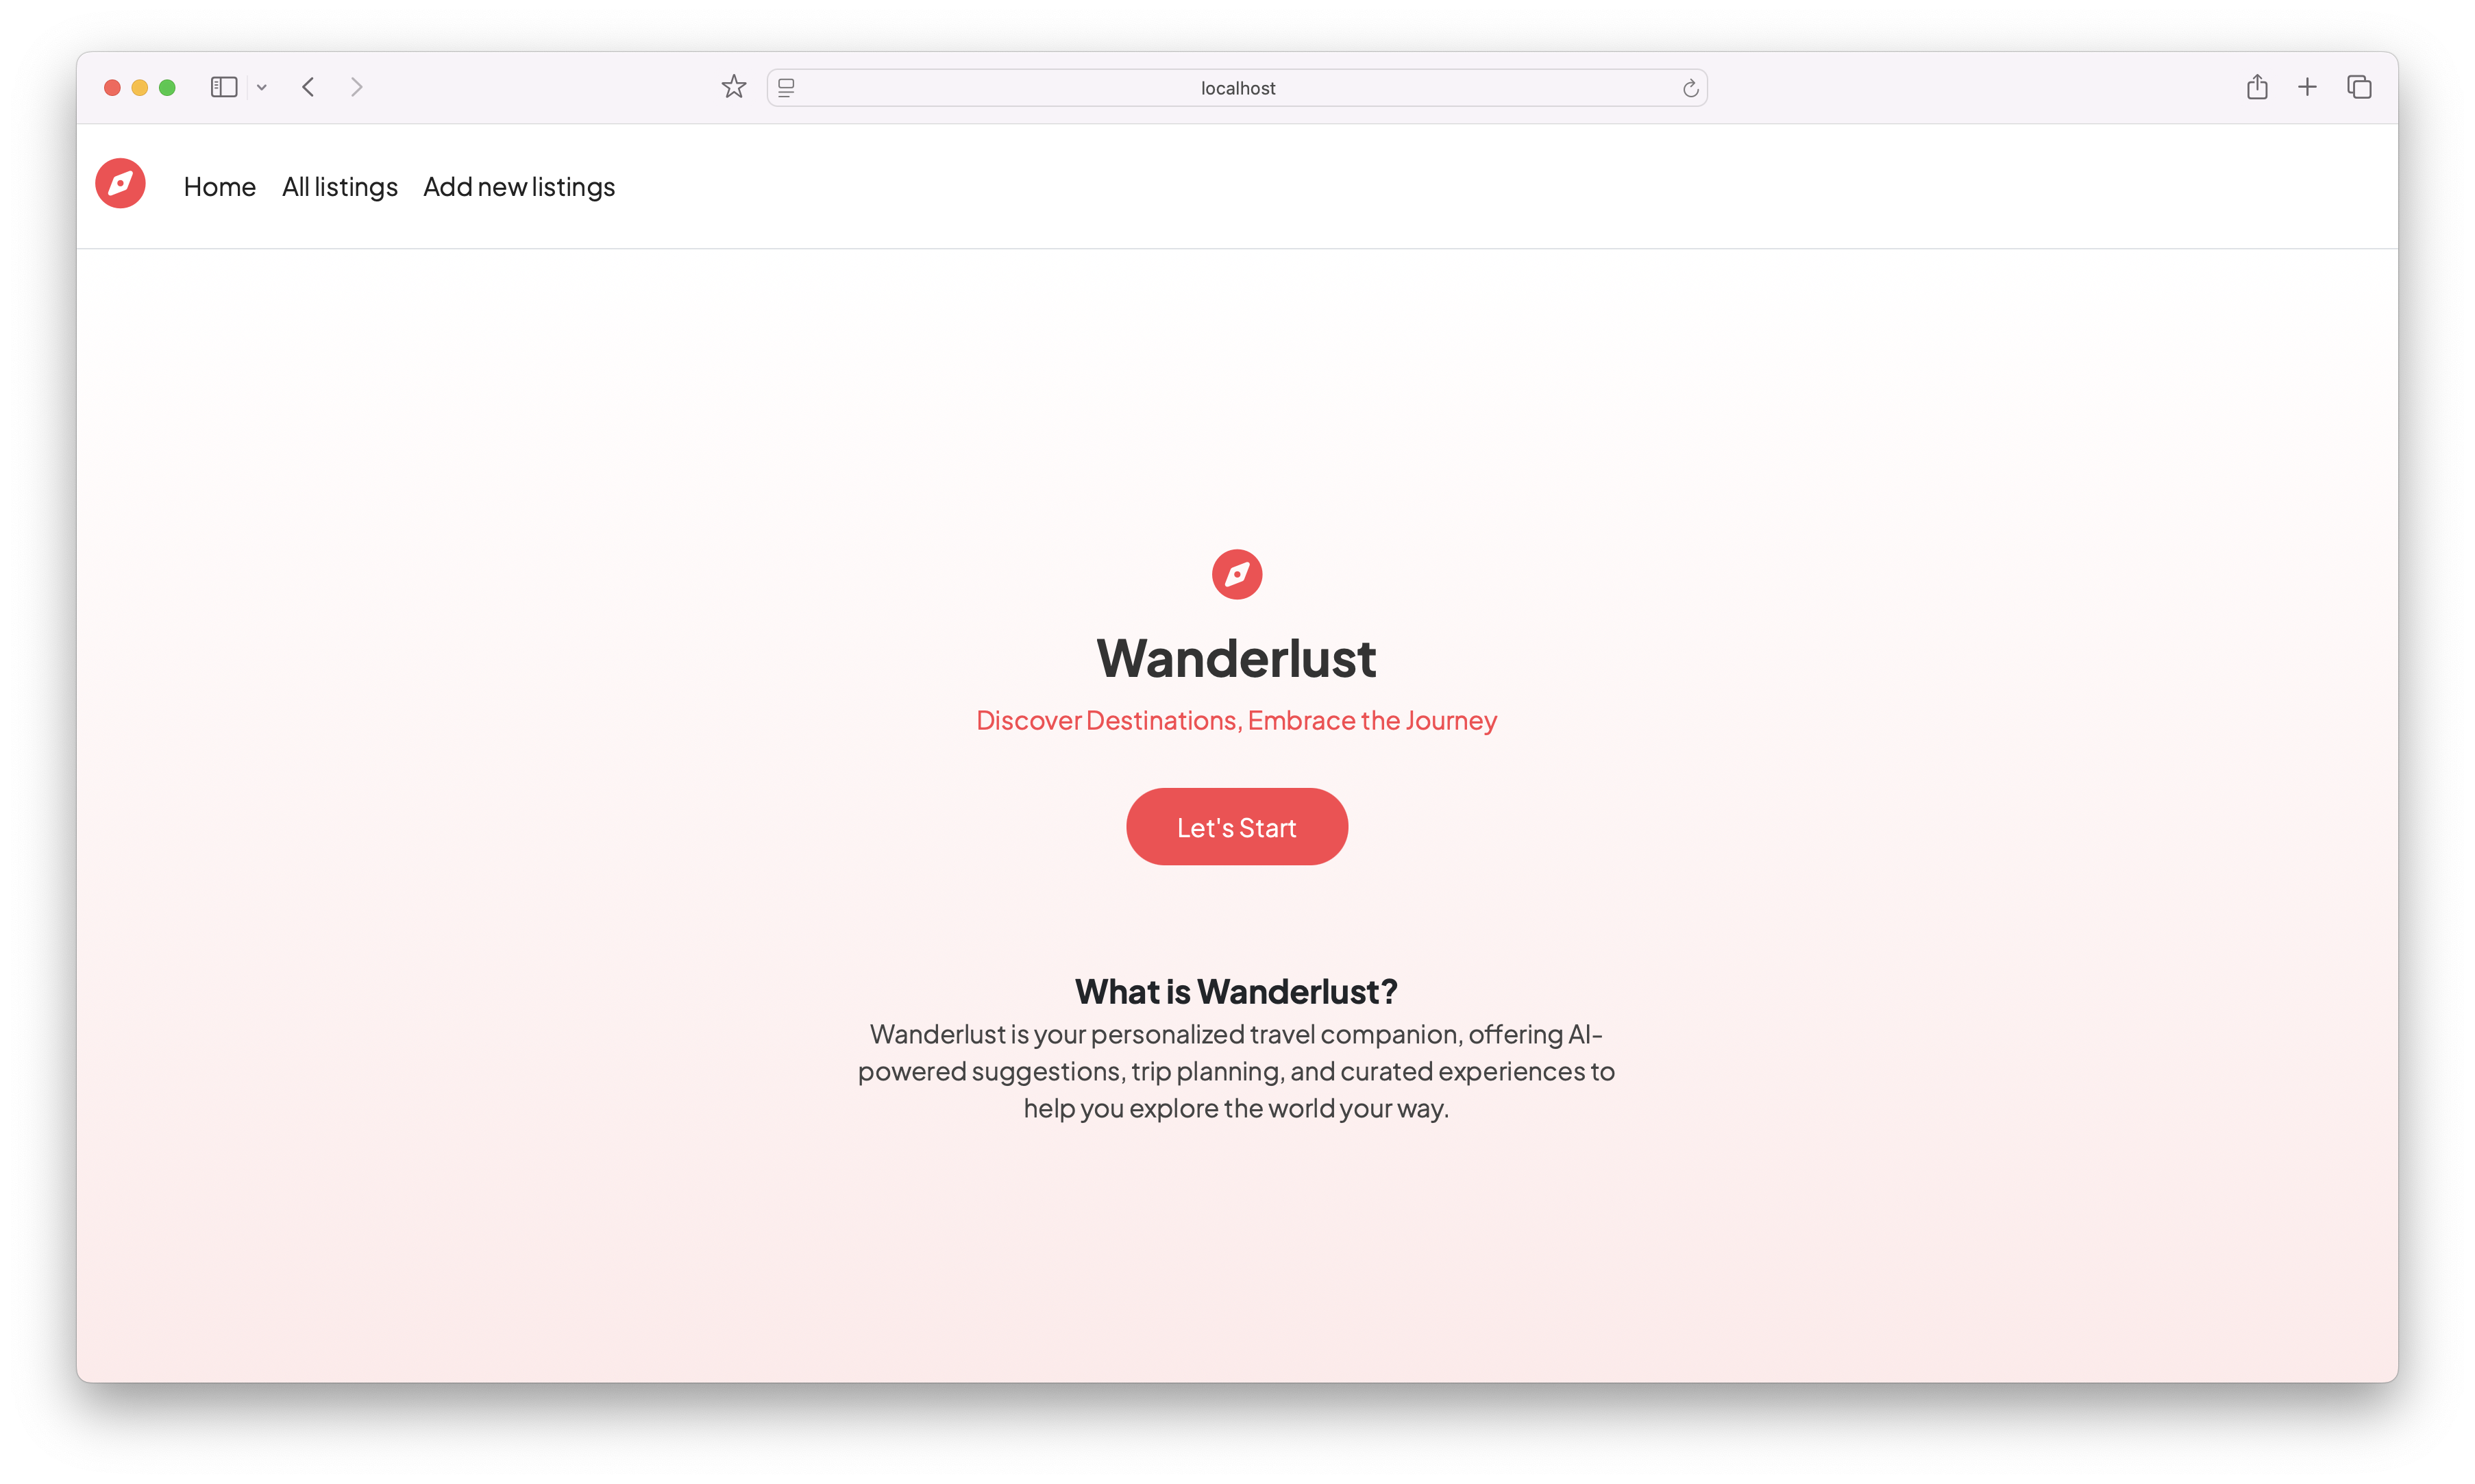 localhost
Home All listings Add new listings
Wanderlust
Discover Destinations, Embrace the Journey
Let's Start
What is Wanderlust?
Wanderlust is your personalized travel companion, offering AI-
powered suggestions, trip planning, and curated experiences to
help you explore the world your way.